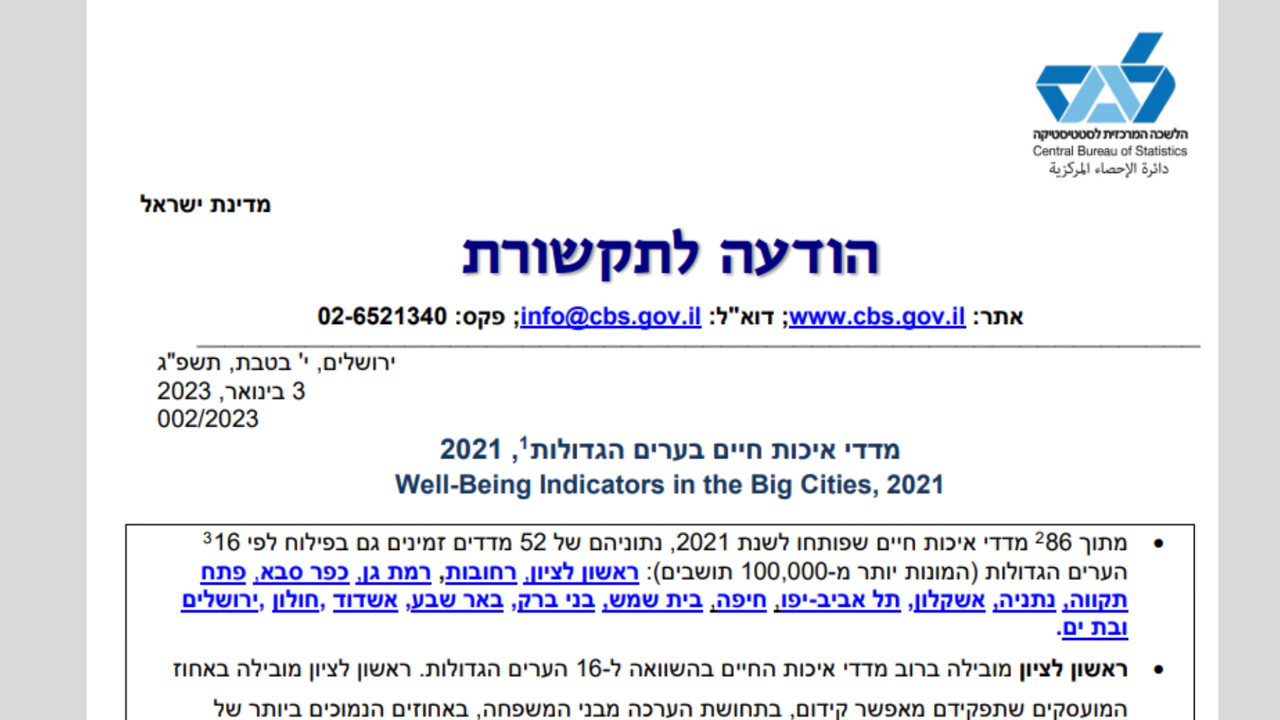 הלשכה המרכזית לסטטיסטיקה
Central Bureau of Statistics
دائرة الإحصاء المركزية
מדינת ישראל
הודעה לתקשורת
אתר: www.cbs.gov.il; דוא"ל: info@cbs.gov.il; פקס: 02-6521340
ירושלים, י' בטבת, תשפ"ג
3 בינואר, 2023
002/2023
מדדי איכות חיים בערים הגדולות1, 2021
Well-Being Indicators in the Big Cities, 2021
• מתוך 862 מדדי איכות חיים שפותחו לשנת 2021, נתוניהם של 52 מדדים זמינים גם בפילוח לפי 163
הערים הגדולות (המונות יותר מ-100,000 תושבים): ראשון לציון, רחובות, רמת גן, כפר סבא, פתח
תקווה, נתניה, אשקלון, תל אביב-יפו, חיפה, בית שמש, בני ברק, באר שבע, אשדוד ,חולון ,ירושלים
ובת ים.
• ראשון לציון מובילה ברוב מדדי איכות החיים בהשוואה ל-16 הערים הגדולות. ראשון לציון מובילה באחוז
המועסקים שתפקידם מאפשר קידום, בתחושת הערכה מבני המשפחה, באחוזים הנמוכים ביותר של